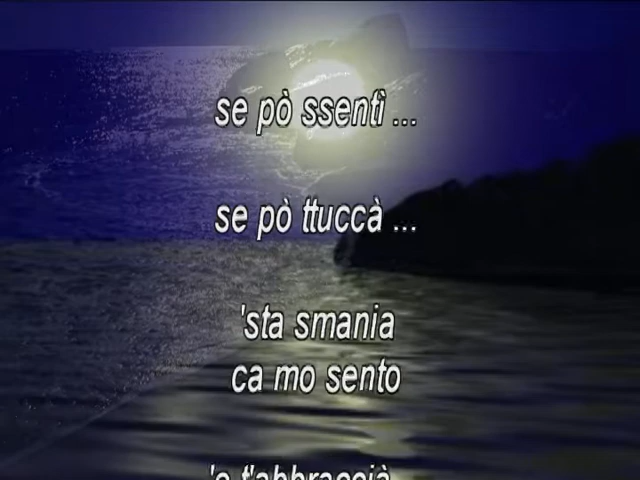 se pò ssentì ...
se pò ttuccà ...
'sta smania
ca mo sento
'e t'abbraccià